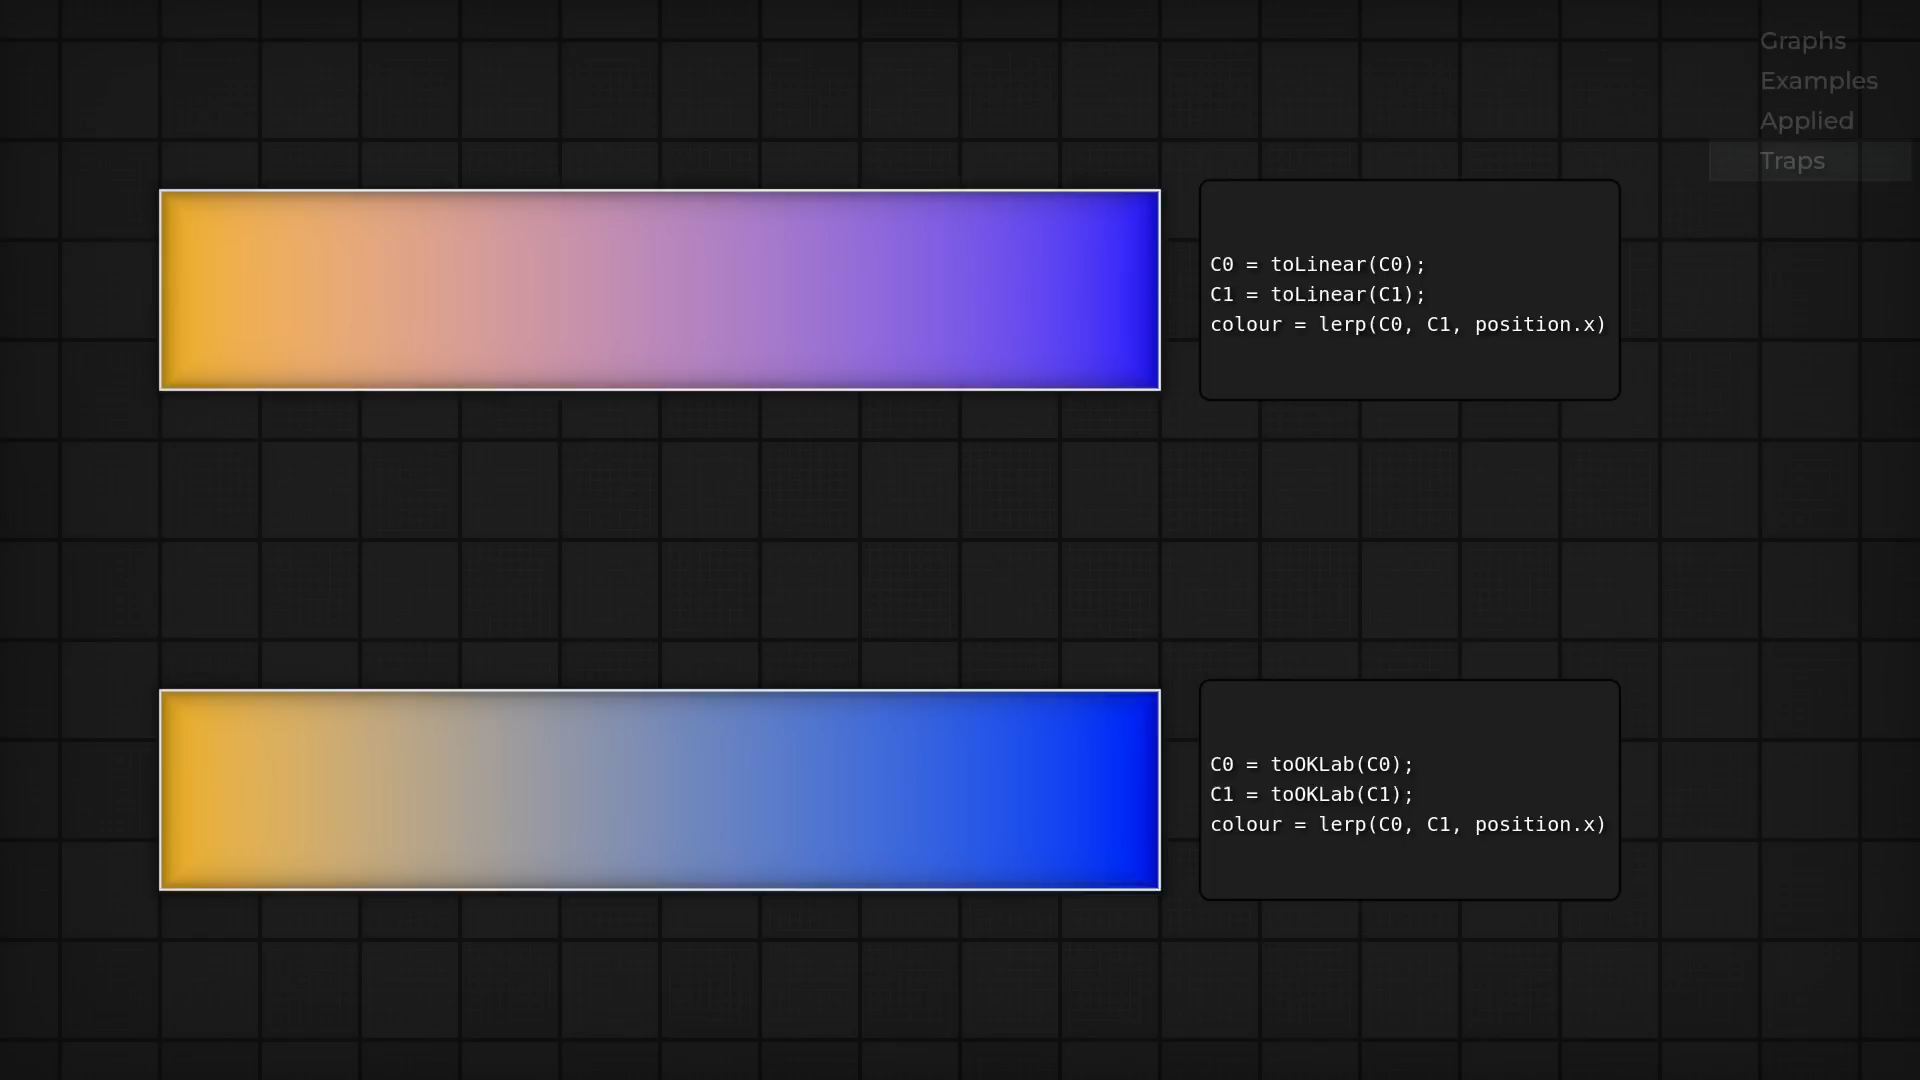 Graphs
Examples
Applied
Traps
C0 = toLinear(C0);
C1 = toLinear(C1);
colour = lerp(C0, C1, position.x)
C0 = toOKLab(C0);
C1 = toOKLab(C1);
colour = lerp(C0, C1, position.x)